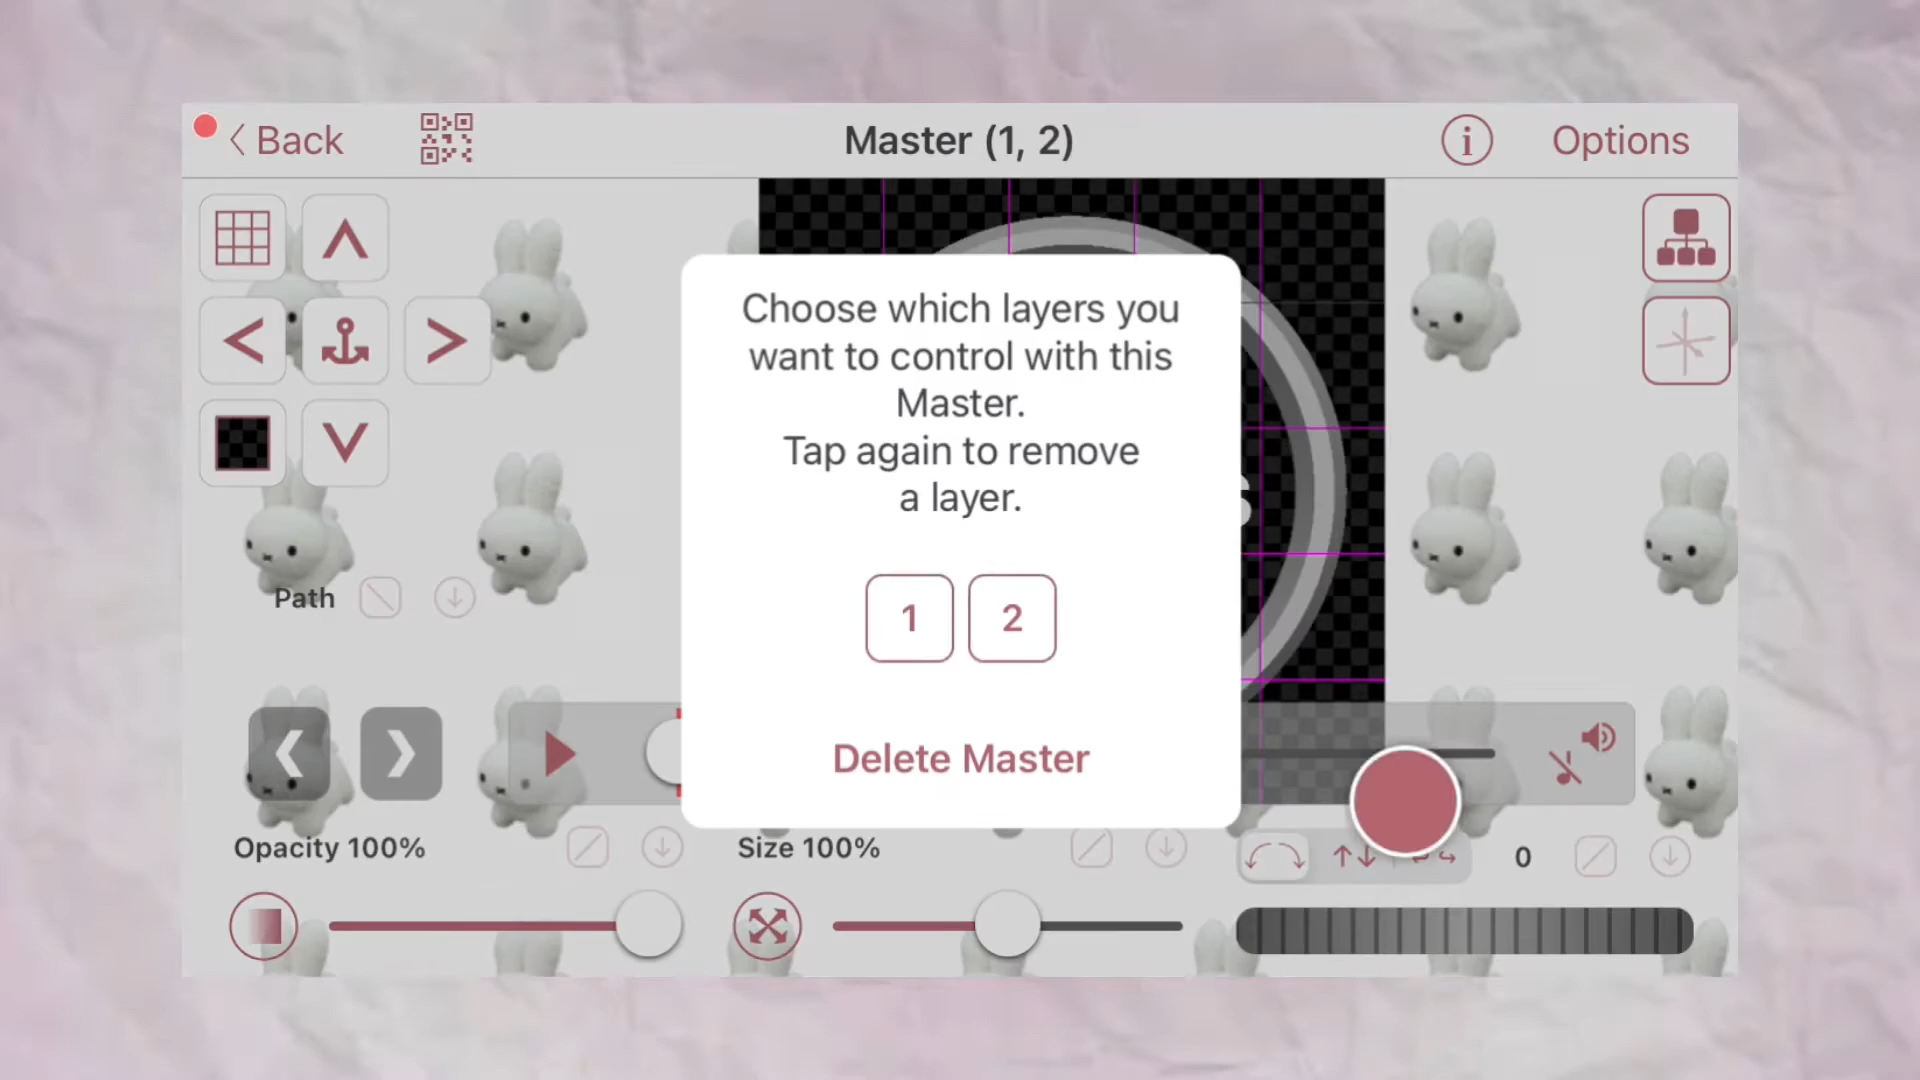 Back
Master (1, 2)
i
Options
Choose which layers you
want to control with this
Master.
Tap again to remove
a layer.
s
Path
1
2
Delete Master
Opacity 100%
Size 100%
0